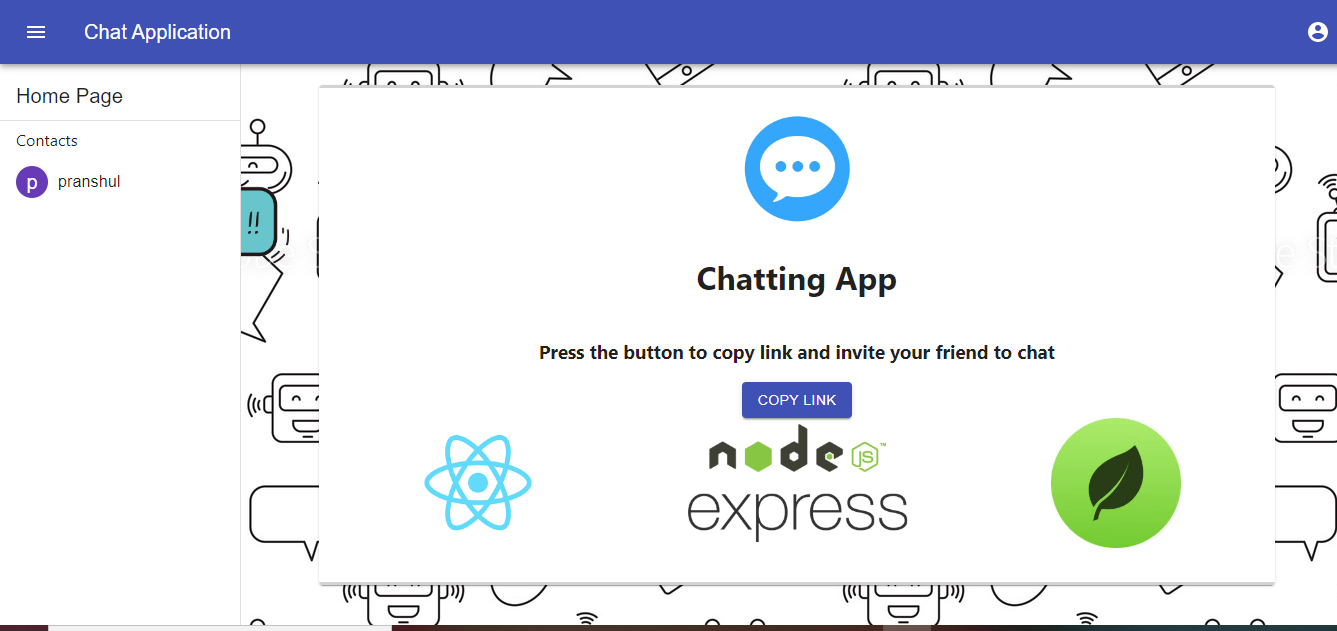 Chat Application
Home Page
Contacts
p pranshul
!!
Chatting App
Press the button to copy link and invite your friend to chat
COPY LINK
node JS™
express